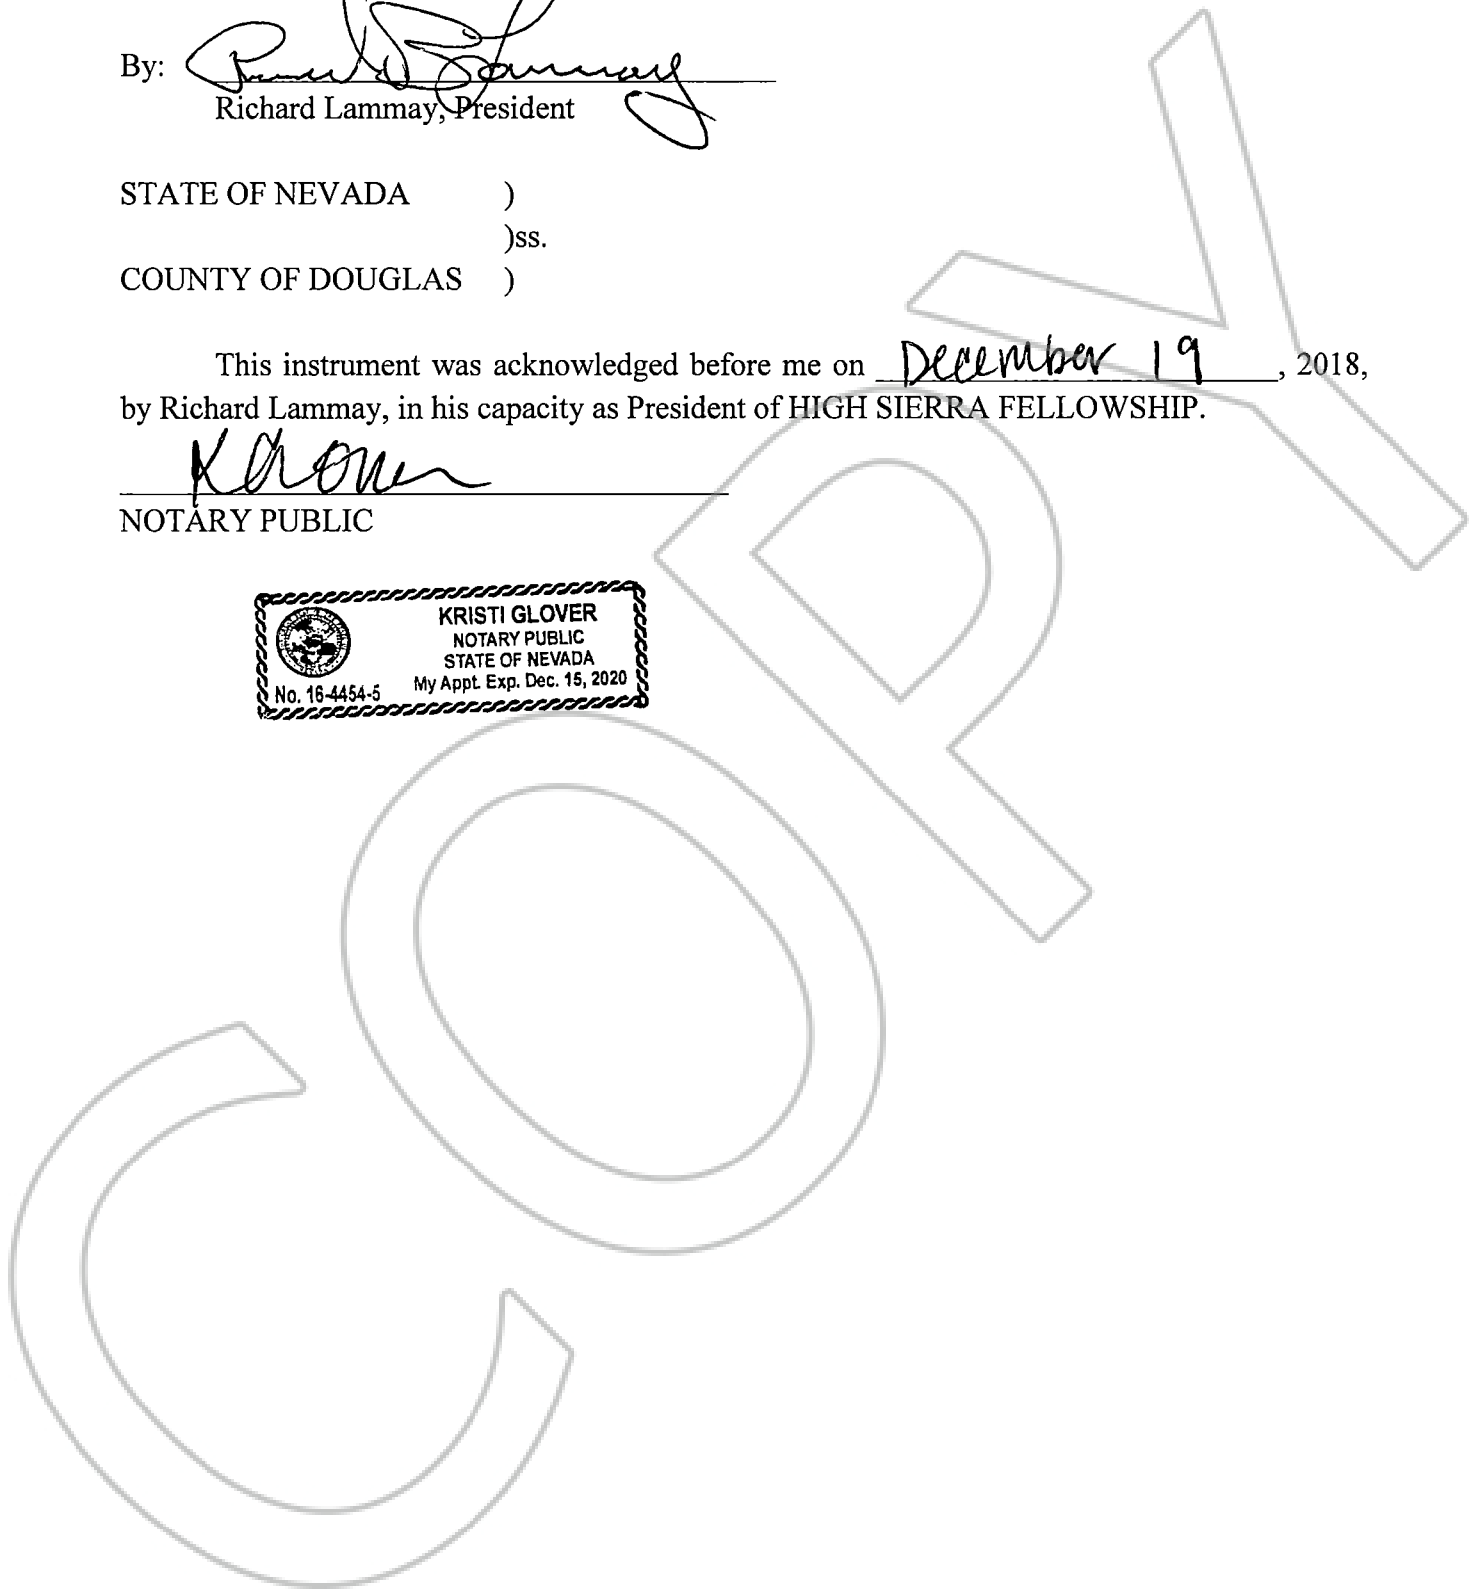 By:
Richard Lammay, President
STATE OF NEVADA )
)ss.
COUNTY OF DOUGLAS )
This instrument was acknowledged before me on December 19, 2018,
by Richard Lammay, in his capacity as President of HIGH SIERRA FELLOWSHIP.
NOTARY PUBLIC
KRISTI GLOVER
NOTARY PUBLIC
STATE OF NEVADA
No. 16-4454-5 My Appt. Exp. Dec. 15, 2020
COPY